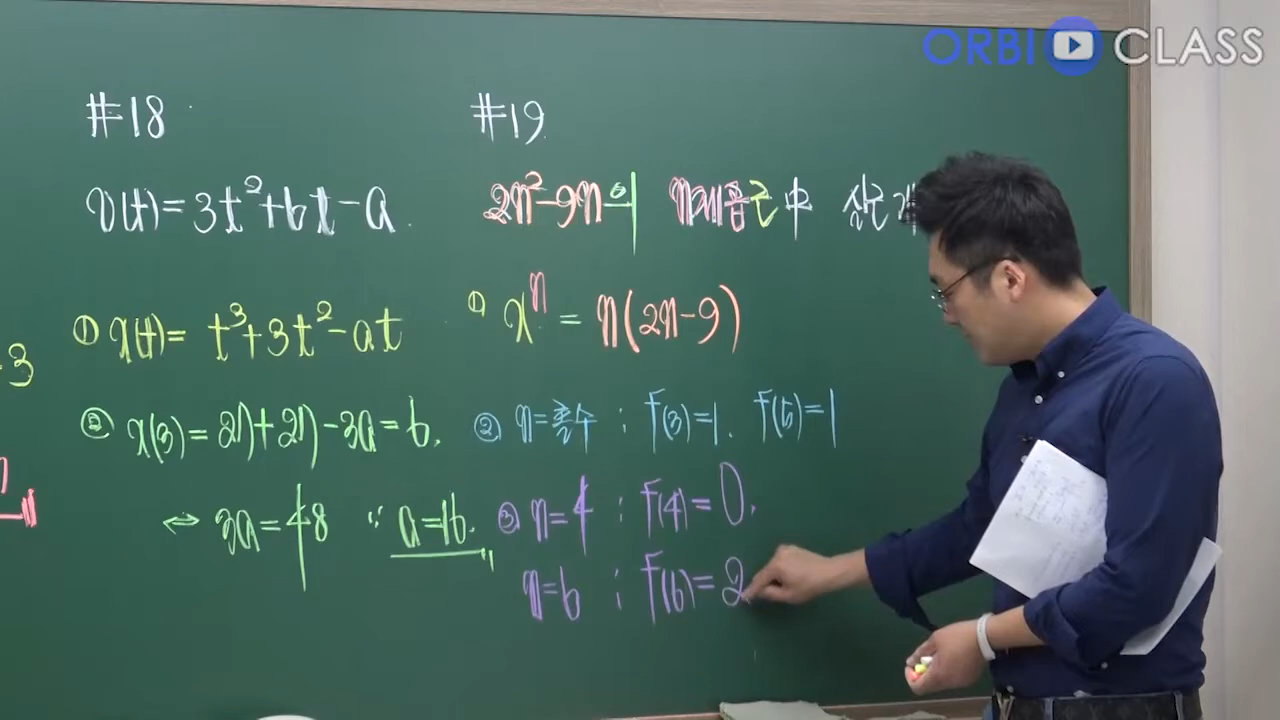 ORBI CLASS
#18
v(t)=3t²+6t-a
① x(t)= t³+3t²-at
② x(3)=27+27-3a=6,
⇔ 3a=48 ∵ a=16.
#19
2n²-9n의 n제곱근中 실근
① xⁿ = n(2n-9)
② n=홀수 ; f(3)=1. f(5)=1
③ n=4 ; f(4)=0.
n=6 ; f(6)=2
3